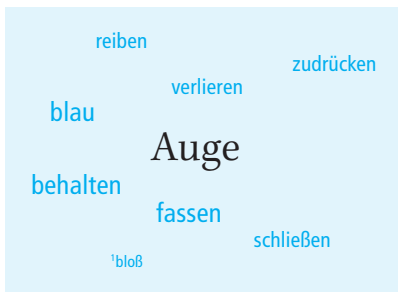 reiben
zudrücken
verlieren
blau
Auge
behalten
fassen
schließen
¹bloß